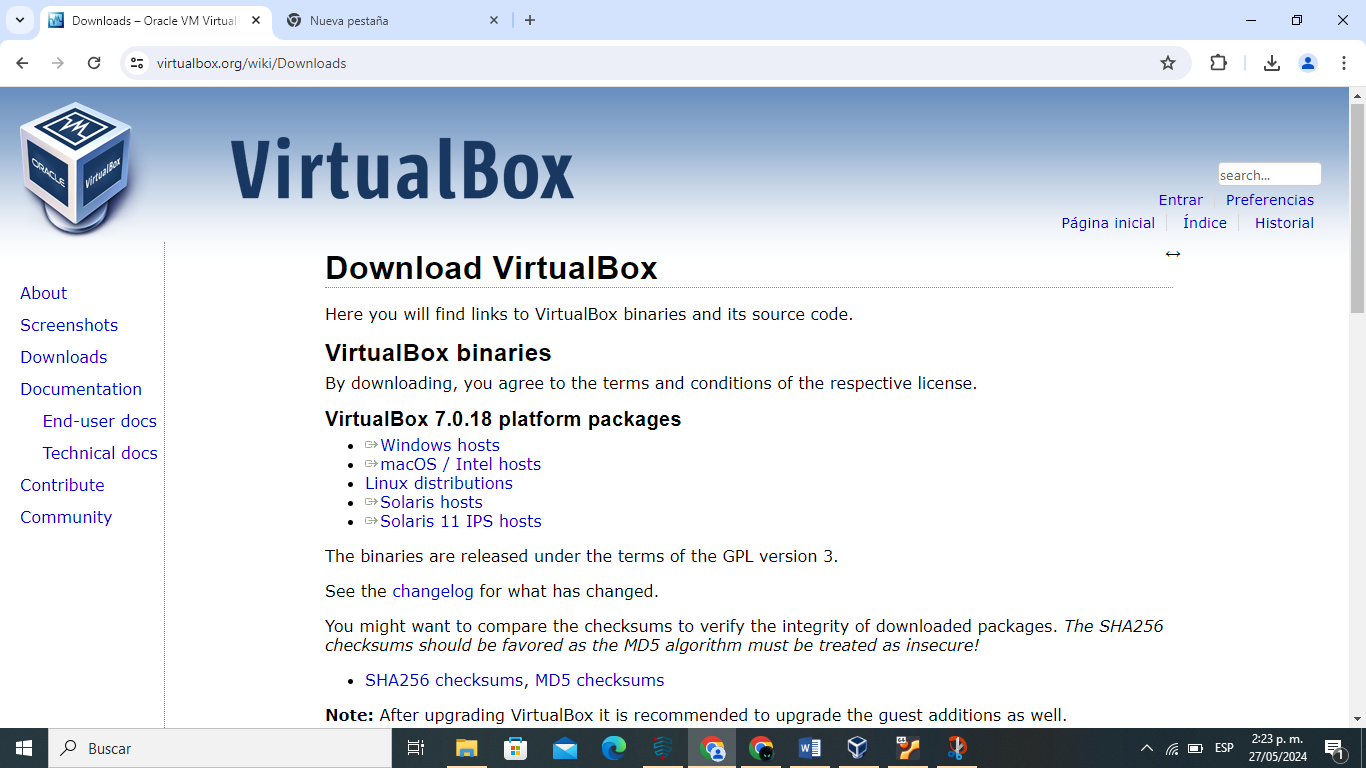 Downloads – Oracle VM Virtual
Nueva pestaña
virtualbox.org/wiki/Downloads
ORACLE
VirtualBox
VirtualBox
search...
Entrar
Preferencias
Página inicial
Índice
Historial
About
Screenshots
Downloads
Documentation
End-user docs
Technical docs
Contribute
Community
Download VirtualBox
Here you will find links to VirtualBox binaries and its source code.
VirtualBox binaries
By downloading, you agree to the terms and conditions of the respective license.
VirtualBox 7.0.18 platform packages
Windows hosts
macOS / Intel hosts
Linux distributions
Solaris hosts
Solaris 11 IPS hosts
The binaries are released under the terms of the GPL version 3.
See the changelog for what has changed.
You might want to compare the checksums to verify the integrity of downloaded packages. The SHA256
checksums should be favored as the MD5 algorithm must be treated as insecure!
SHA256 checksums, MD5 checksums
Note: After upgrading VirtualBox it is recommended to upgrade the guest additions as well.
Buscar
ESP
2:23 p. m.
27/05/2024
1